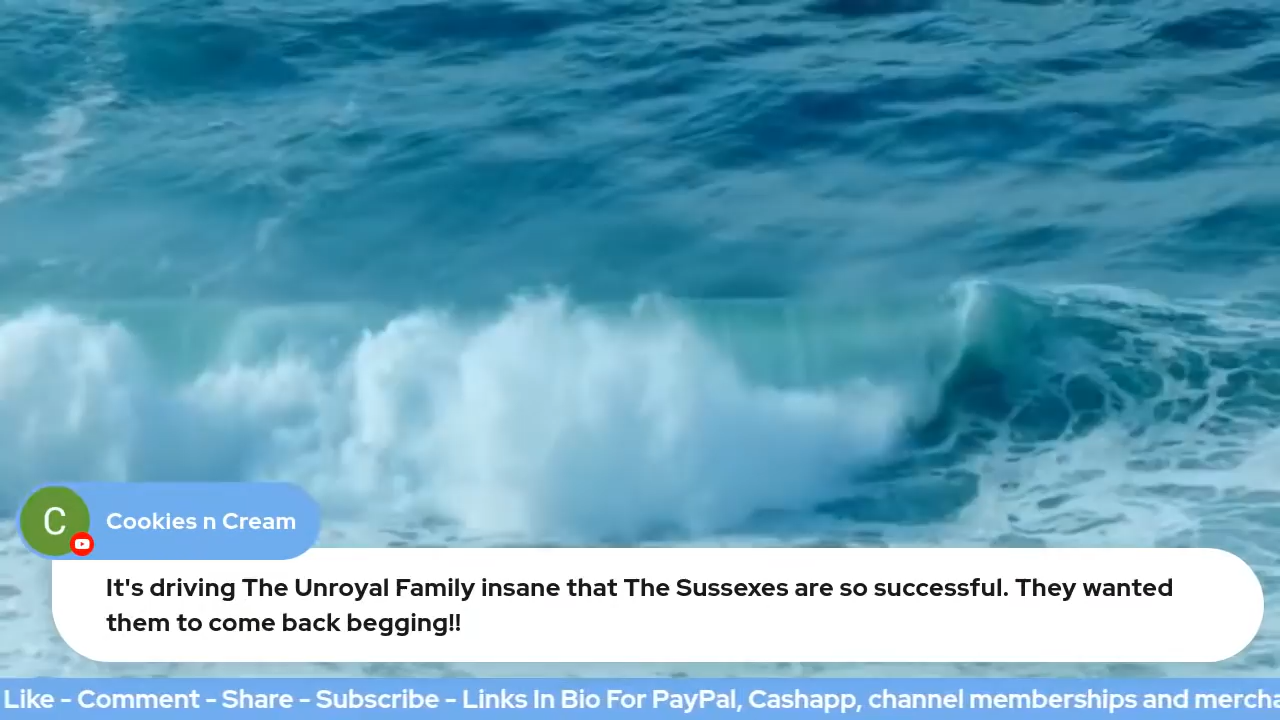 C
Cookies n Cream
It's driving The Unroyal Family insane that The Sussexes are so successful. They wanted
them to come back begging!!
Like - Comment - Share - Subscribe - Links In Bio For PayPal, Cashapp, channel memberships and